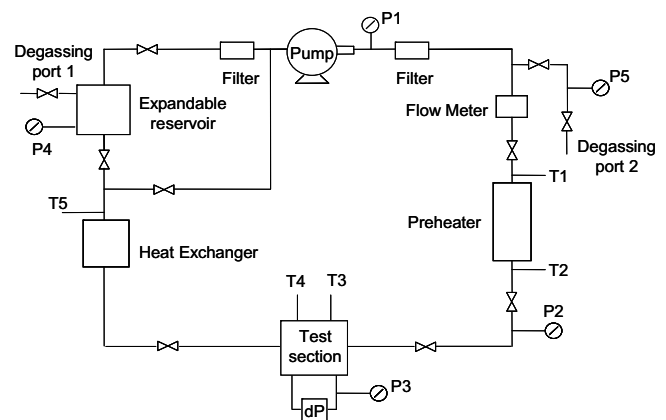 P1
Degassing
port 1
Pump
Filter
Filter
P5
Expandable
reservoir
Flow Meter
P4
Degassing
port 2
T1
T5
Preheater
Heat Exchanger
T2
T4
T3
P2
Test
section
P3
dP